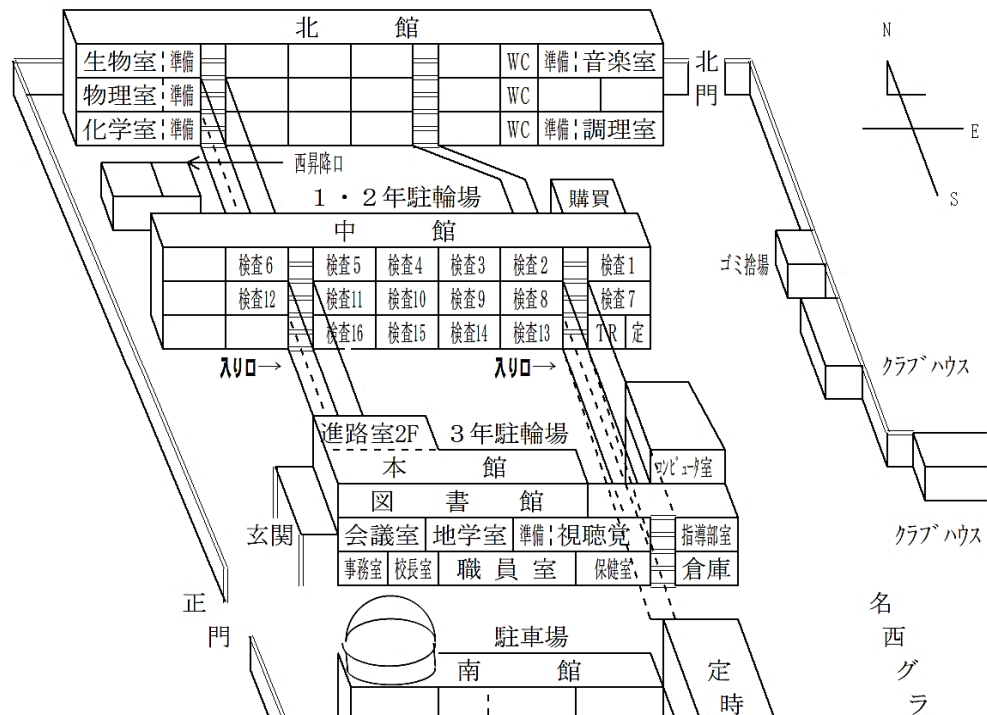 北館
生物室 準備 WC 準備 音楽室
物理室 準備 WC
化学室 準備 WC 準備 調理室
北門
N
E
S
西昇降口
1・2年駐輪場
購買
中館
検査6 検査5 検査4 検査3 検査2 検査1
検査12 検査11 検査10 検査9 検査8 検査7
検査16 検査15 検査14 検査13 TR 定
入り口→ 入り口→
ゴミ捨場
クラブハウス
進路室2F 3年駐輪場
本館
コンピュータ室
図書館
玄関
会議室 地学室 準備 視聴覚 指導部室
事務室 校長室 職員室 保健室 倉庫
クラブハウス
正門
駐車場
南館
定時
名西グラ